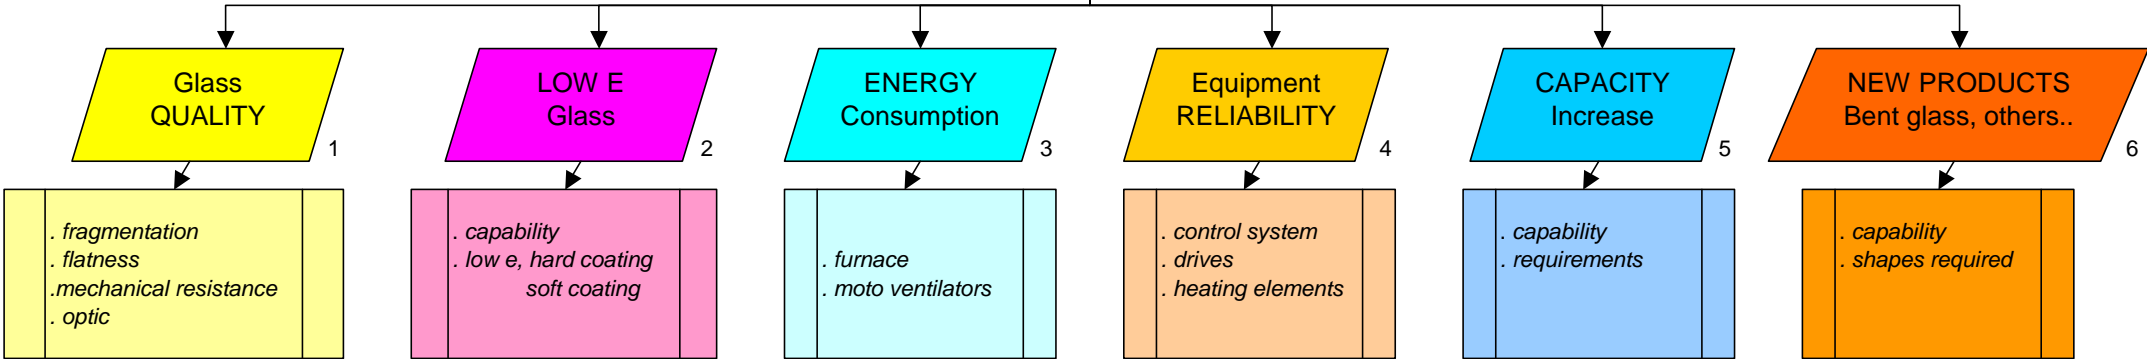 Glass
QUALITY
1
LOW E
Glass
2
ENERGY
Consumption
3
Equipment
RELIABILITY
4
CAPACITY
Increase
5
NEW PRODUCTS
Bent glass, others..
6
. fragmentation
. flatness
.mechanical resistance
. optic
. capability
. low e, hard coating
soft coating
. furnace
. moto ventilators
. control system
. drives
. heating elements
. capability
. requirements
. capability
. shapes required